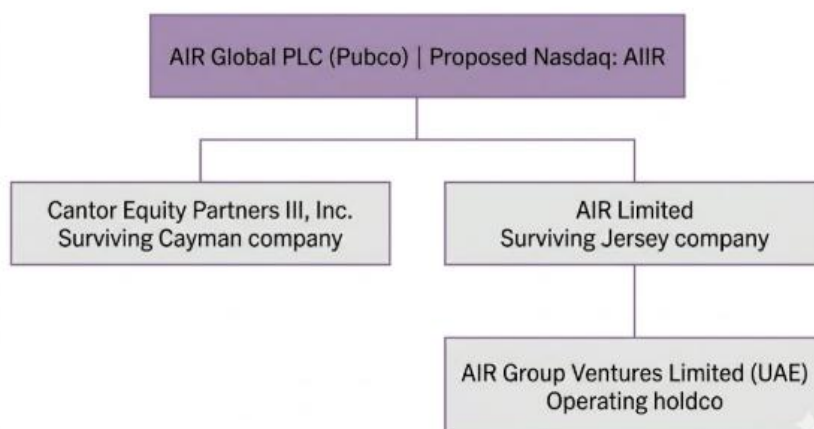 AIR Global PLC (Pubco) | Proposed Nasdaq: AIIR
Cantor Equity Partners III, Inc.
Surviving Cayman company
AIR Limited
Surviving Jersey company
AIR Group Ventures Limited (UAE)
Operating holdco